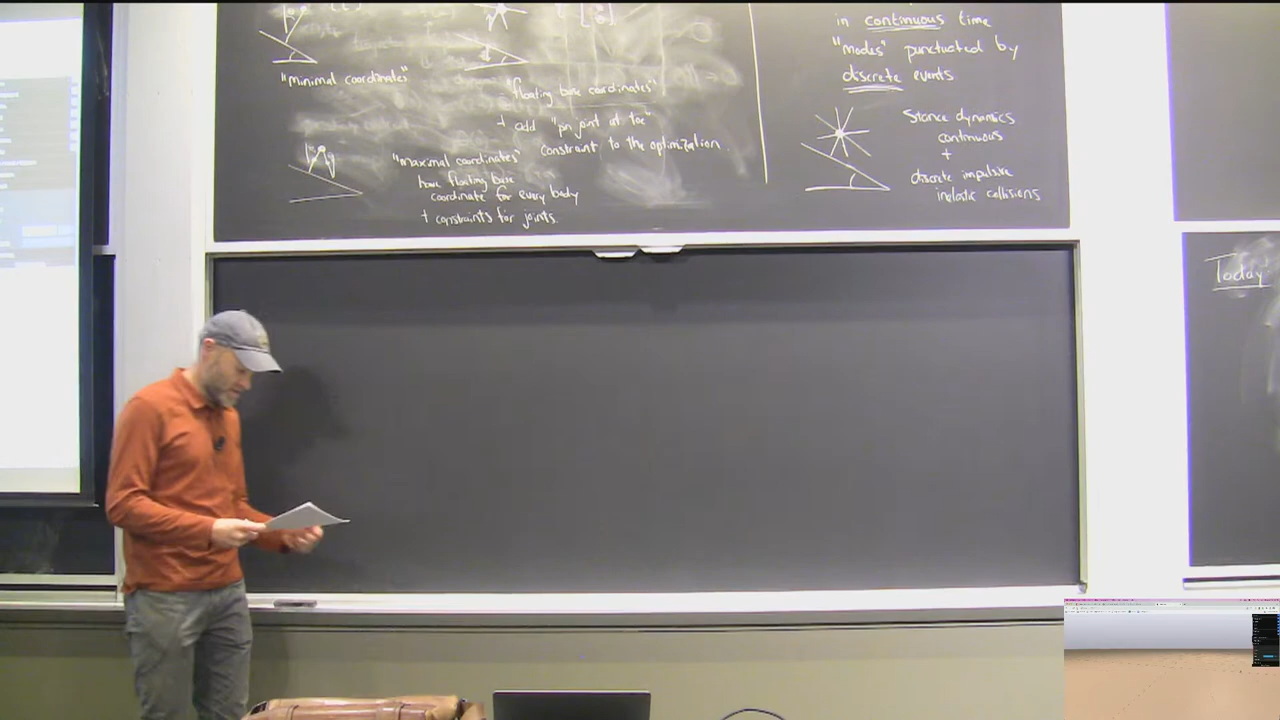 "minimal coordinates"
"floating base coordinates"
+ add "pin joint at toe"
constraint to the optimization.
"maximal coordinates"
have floating base
coordinate for every body
+ constraints for joints.
in continuous time
"modes" punctuated by
discrete events
Stance dynamics
continuous
+
discrete impulsive
inelastic collisions
Today